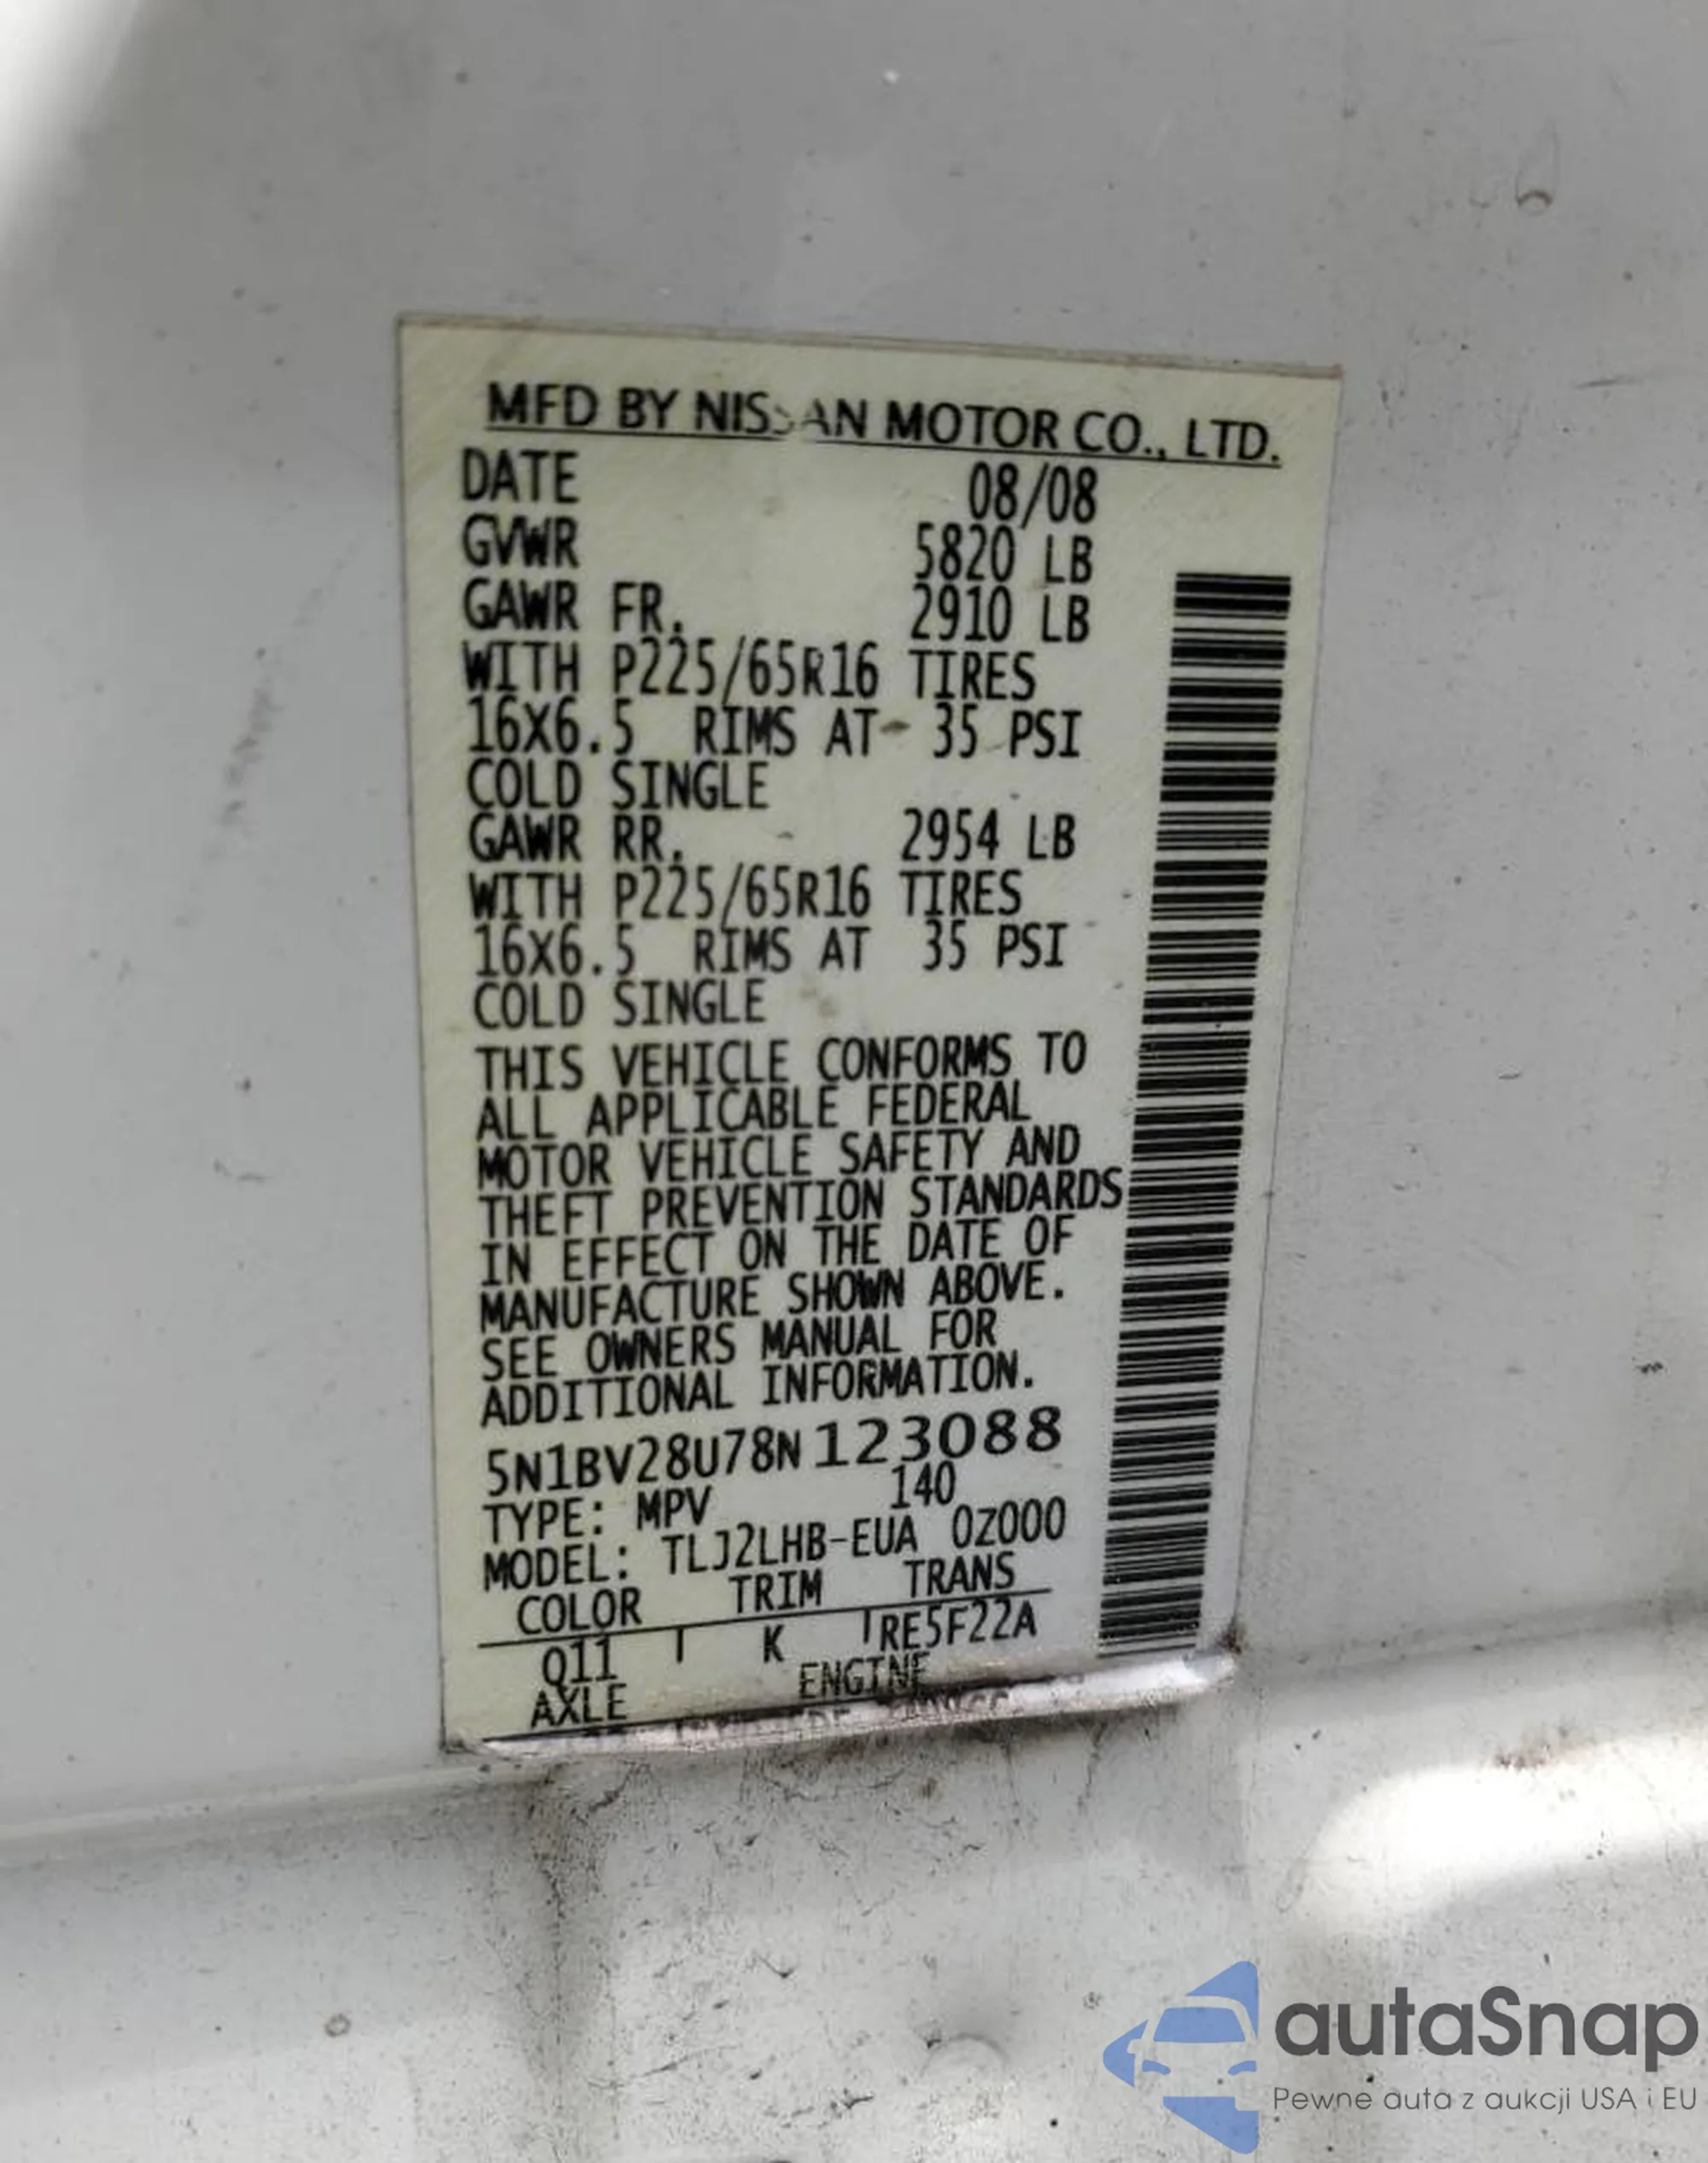 MFD BY NISSAN MOTOR CO., LTD.
DATE 08/08
GVWR 5820 LB
GAWR FR. 2910 LB
WITH P225/65R16 TIRES
16X6.5 RIMS AT 35 PSI
COLD SINGLE
GAWR RR. 2954 LB
WITH P225/65R16 TIRES
16X6.5 RIMS AT 35 PSI
COLD SINGLE
THIS VEHICLE CONFORMS TO
ALL APPLICABLE FEDERAL
MOTOR VEHICLE SAFETY AND
THEFT PREVENTION STANDARDS
IN EFFECT ON THE DATE OF
MANUFACTURE SHOWN ABOVE.
SEE OWNERS MANUAL FOR
ADDITIONAL INFORMATION.
5N1BV28U78N123088
TYPE: MPV 140
MODEL: TLJ2LHB-EUA 0Z000
COLOR TRIM TRANS
Q11 K RE5F22A
AXLE ENGINE
autaSnap
Pewne auta z aukcji USA i EU